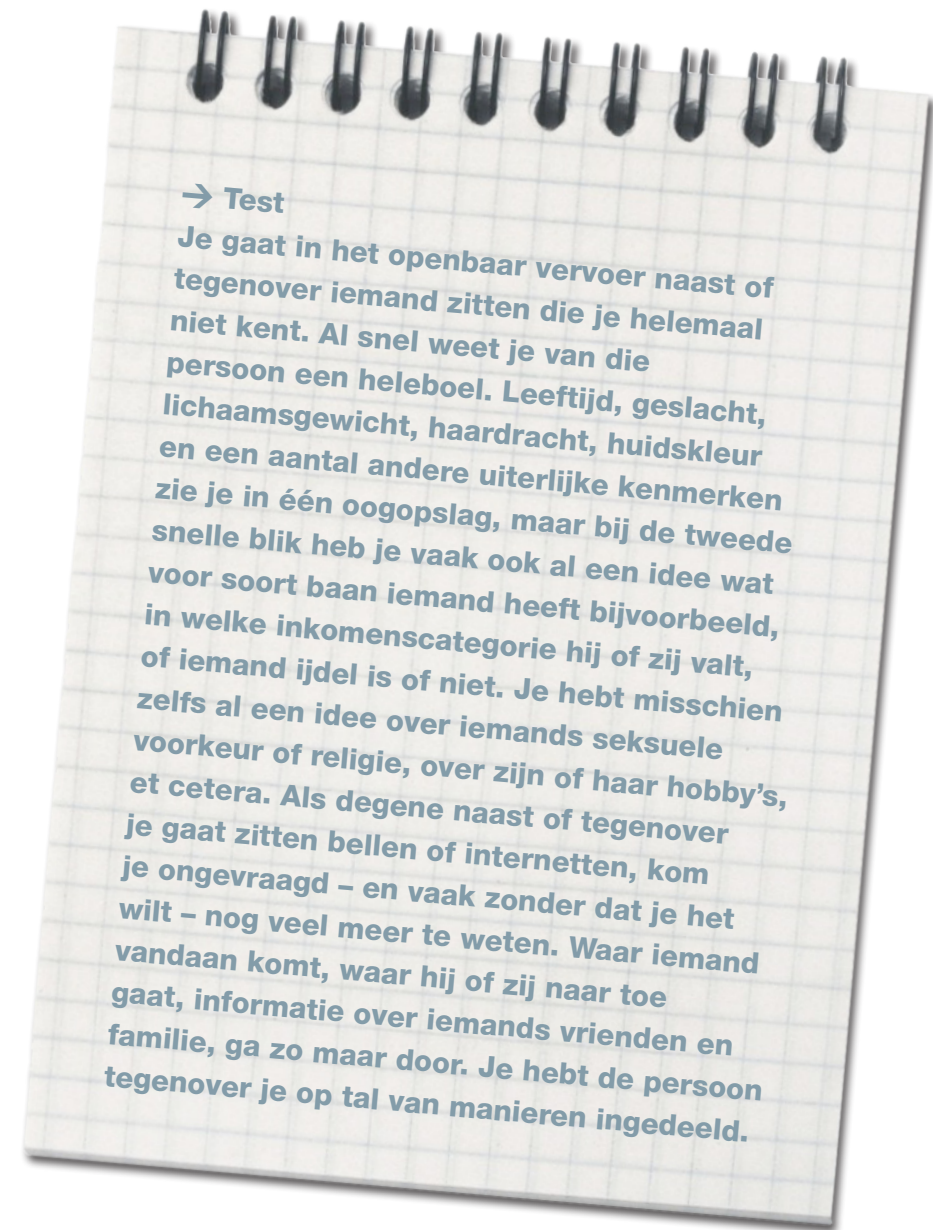 → Test
Je gaat in het openbaar vervoer naast of
tegenover iemand zitten die je helemaal
niet kent. Al snel weet je van die
persoon een heleboel. Leeftijd, geslacht,
lichaamsgewicht, haardracht, huidskleur
en een aantal andere uiterlijke kenmerken
zie je in één oogopslag, maar bij de tweede
snelle blik heb je vaak ook al een idee wat
voor soort baan iemand heeft bijvoorbeeld,
in welke inkomenscategorie hij of zij valt,
of iemand ijdel is of niet. Je hebt misschien
zelfs al een idee over iemands seksuele
voorkeur of religie, over zijn of haar hobby’s,
et cetera. Als degene naast of tegenover
je gaat zitten bellen of internetten, kom
je ongevraagd – en vaak zonder dat je het
wilt – nog veel meer te weten. Waar iemand
vandaan komt, waar hij of zij naar toe
gaat, informatie over iemands vrienden en
familie, ga zo maar door. Je hebt de persoon
tegenover je op tal van manieren ingedeeld.